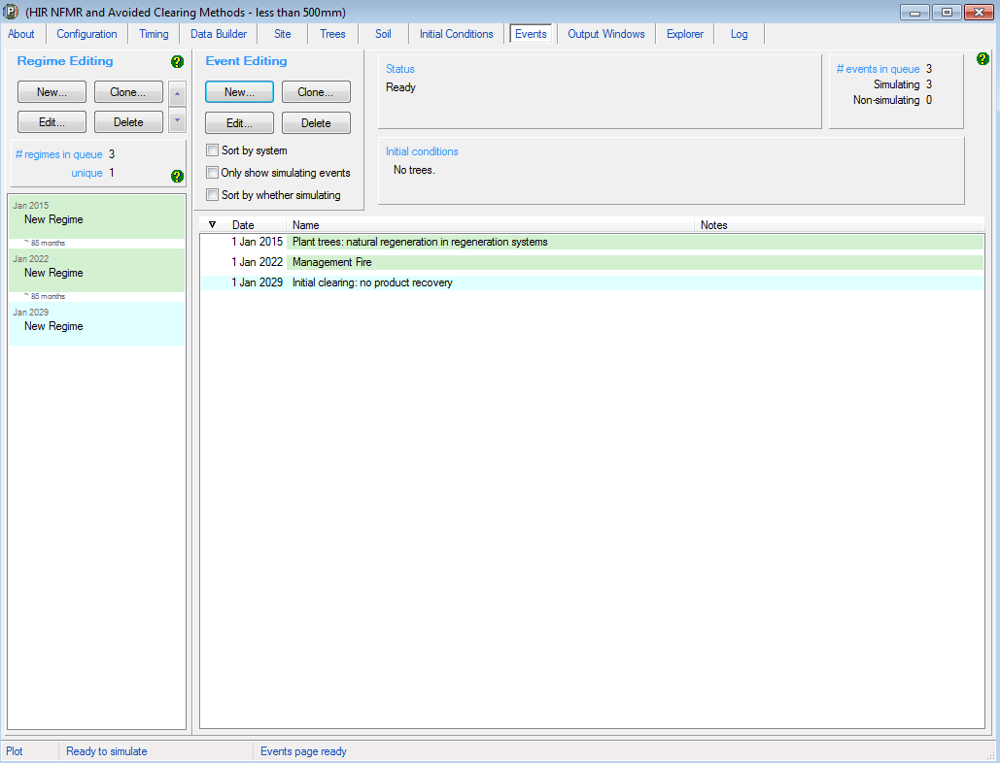 (HIR NFMR and Avoided Clearing Methods - less than 500mm)
About Configuration Timing Data Builder Site Trees Soil Initial Conditions Events Output Windows Explorer Log
Regime Editing ?
New... Clone...
Edit... Delete
# regimes in queue 3
unique 1 ?
Jan 2015
New Regime
~ 85 months
Jan 2022
New Regime
~ 85 months
Jan 2029
New Regime
Event Editing
New... Clone...
Edit... Delete
Sort by system
Only show simulating events
Sort by whether simulating
Status
Ready
# events in queue 3
Simulating 3
Non-simulating 0
?
Initial conditions
No trees.
Date Name Notes
1 Jan 2015 Plant trees: natural regeneration in regeneration systems
1 Jan 2022 Management Fire
1 Jan 2029 Initial clearing: no product recovery
Plot Ready to simulate Events page ready